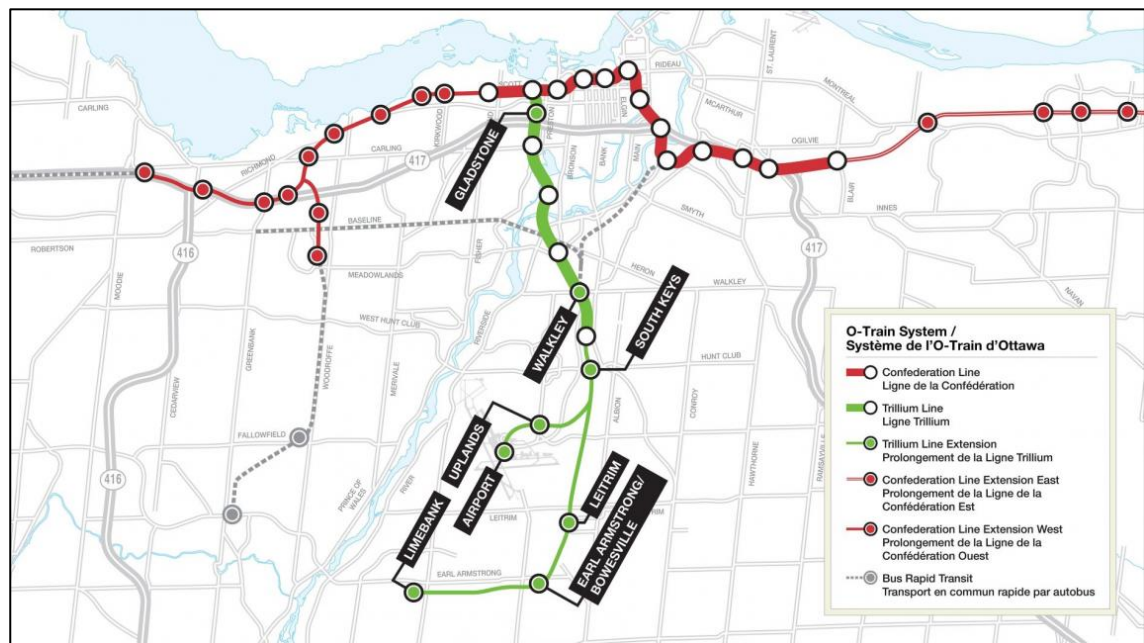 RIDEAU
ST. LAURENT
SCOTT
MONTREAL
CARLING
KIRKWOOD
PRESTON
ELGIN
MCARTHUR
OGILVIE
GLADSTONE
RICHMOND
CARLING
417
BRONSON
BANK
MAIN
BLAIR
INNES
SMYTH
BASELINE
ROBERTSON
416
FISHER
417
MOODIE
MEADOWLANDS
HERON
WALKLEY
NAVAN
WEST HUNT CLUB
RIVERSIDE
WALKLEY
SOUTH KEYS
HUNT CLUB
GREENBANK
WOODROFFE
MERIVALE
CEDARVIEW
ALBION
CONROY
UPLANDS
FALLOWFIELD
AIRPORT
LEITRIM
HAWTHORNE
RAMSAYVILLE
416
PRINCE OF
WALES
RIVER
LIMEBANK
LEITRIM
EARL ARMSTRONG/
BOWESVILLE
EARL ARMSTRONG
O-Train System /
Système de l'O-Train d'Ottawa
Confederation Line
Ligne de la Confédération
Trillium Line
Ligne Trillium
Trillium Line Extension
Prolongement de la Ligne Trillium
Confederation Line Extension East
Prolongement de la Ligne de la
Confédération Est
Confederation Line Extension West
Prolongement de la Ligne de la
Confédération Ouest
Bus Rapid Transit
Transport en commun rapide par autobus